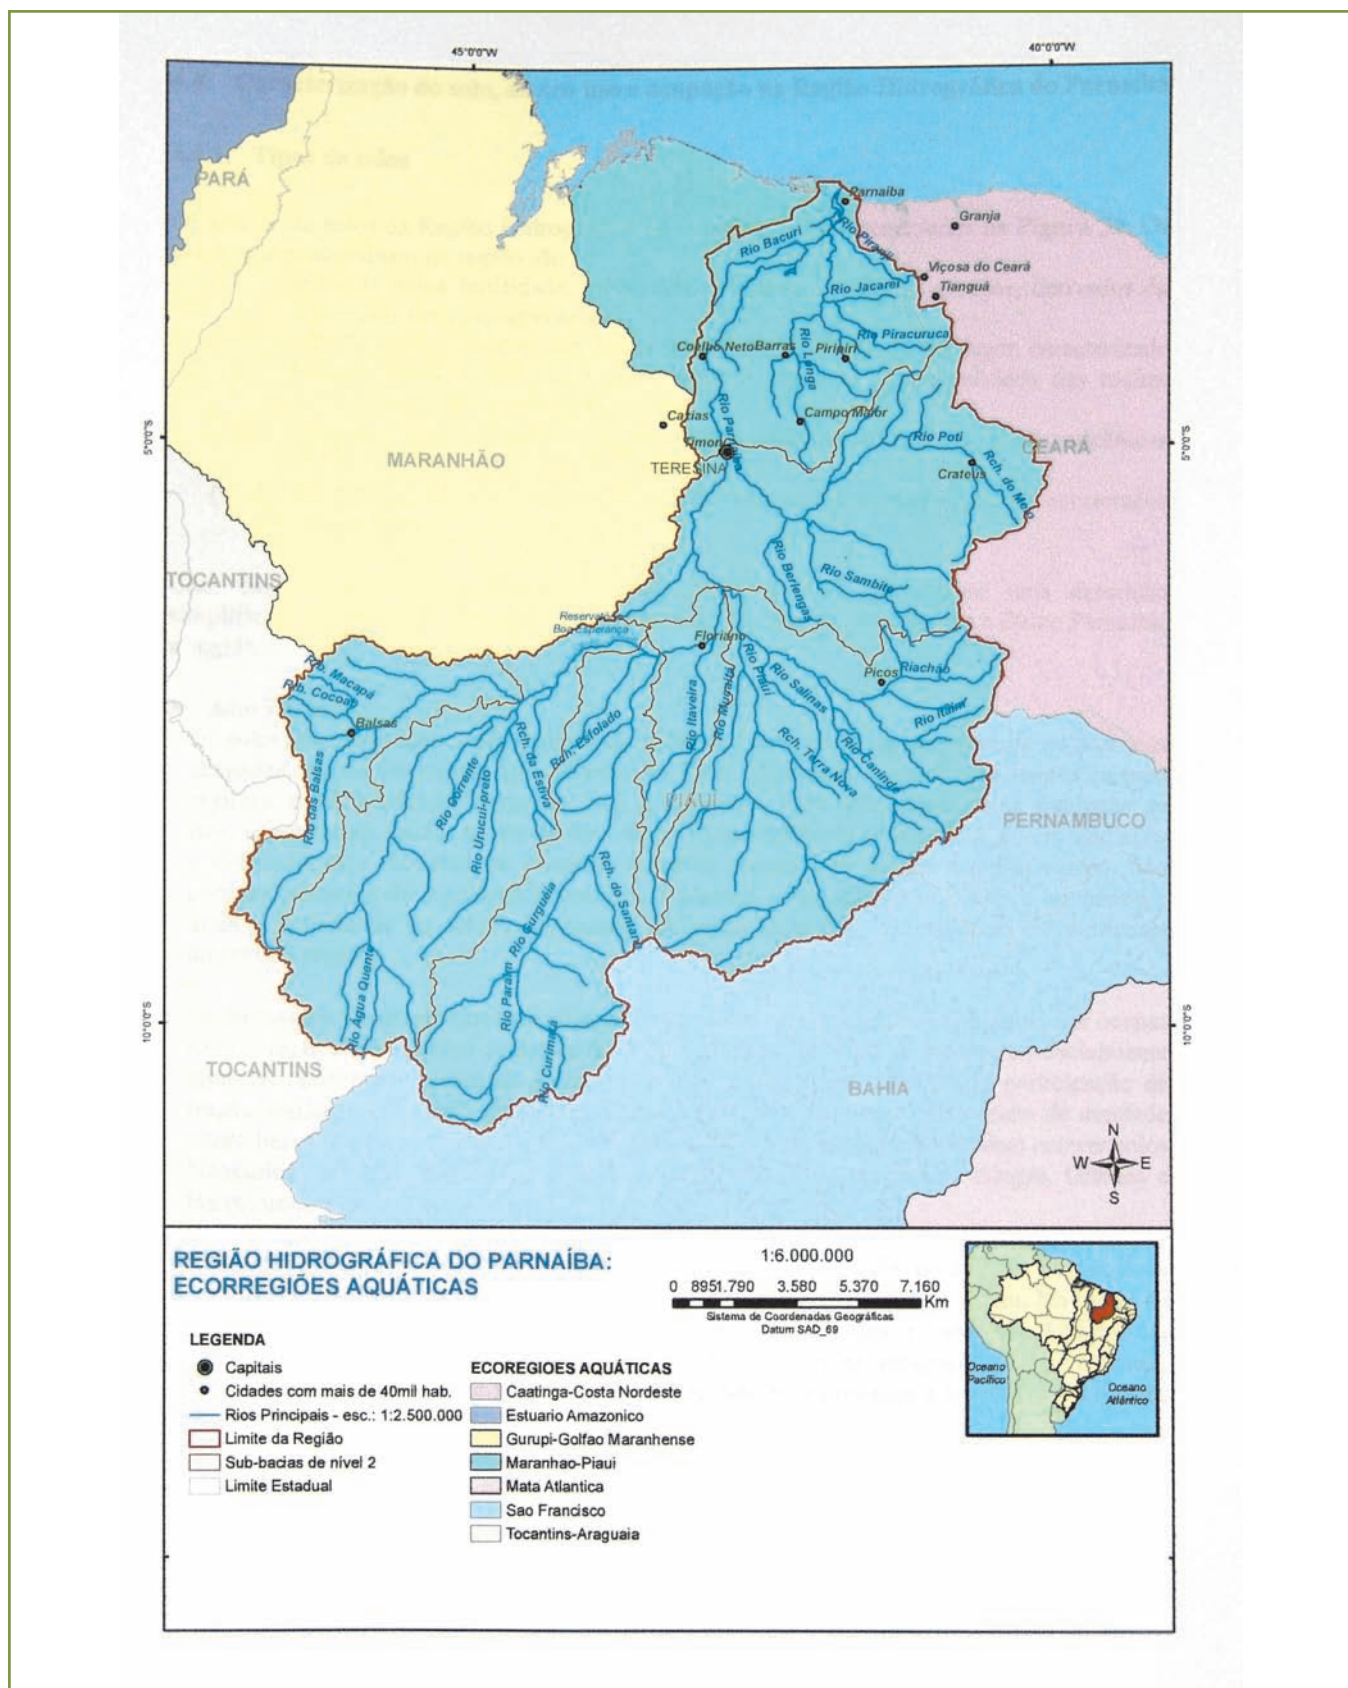 45°0'0"W
40°0'0"W
PARÁ
Parnaíba
Granja
Rio Bacuri
Rio Pirangi
Viçosa do Ceará
Tianguá
Rio Jacareí
Rio Piracuruca
Coelho Neto
Barras
Piripiri
Rio Longa
Caxias
Campo Maior
Rio Parnaíba
Timon
TERESINA
MARANHÃO
Rio Poti
CEARÁ
Crateús
Rch. do Meio
5°0'0"S
5°0'0"S
TOCANTINS
Rio Berlengas
Rio Sambito
Reservatório
Boa Esperança
Floriano
Picos
Riachão
Rib. Macapá
Rib. Cocoao
Balsas
Rio Itaim
Rio Piauí
Rio Salinas
Rio Itaveira
Rio Canindé
Rch. Terra Nova
Rch. Esfolado
Rch. da Estiva
Rio Corrente
Rio Urucuí-preto
Rio das Balsas
PIAUÍ
PERNAMBUCO
Rch. do Santana
Rio Gurguéia
Rio Água Quente
Rio Paraim
Rio Curimatá
10°0'0"S
10°0'0"S
TOCANTINS
BAHIA
N
W
E
S
REGIÃO HIDROGRÁFICA DO PARNAÍBA:
ECORREGIÕES AQUÁTICAS
1:6.000.000
0 8951.790 3.580 5.370 7.160
Km
Sistema de Coordenadas Geográficas
Datum SAD_69
LEGENDA
Capitais
Cidades com mais de 40mil hab.
Rios Principais - esc.: 1:2.500.000
Limite da Região
Sub-bacias de nível 2
Limite Estadual
ECOREGIOES AQUÁTICAS
Caatinga-Costa Nordeste
Estuario Amazonico
Gurupi-Golfao Maranhense
Maranhao-Piaui
Mata Atlantica
Sao Francisco
Tocantins-Araguaia
Oceano
Pacífico
Oceano
Atlântico